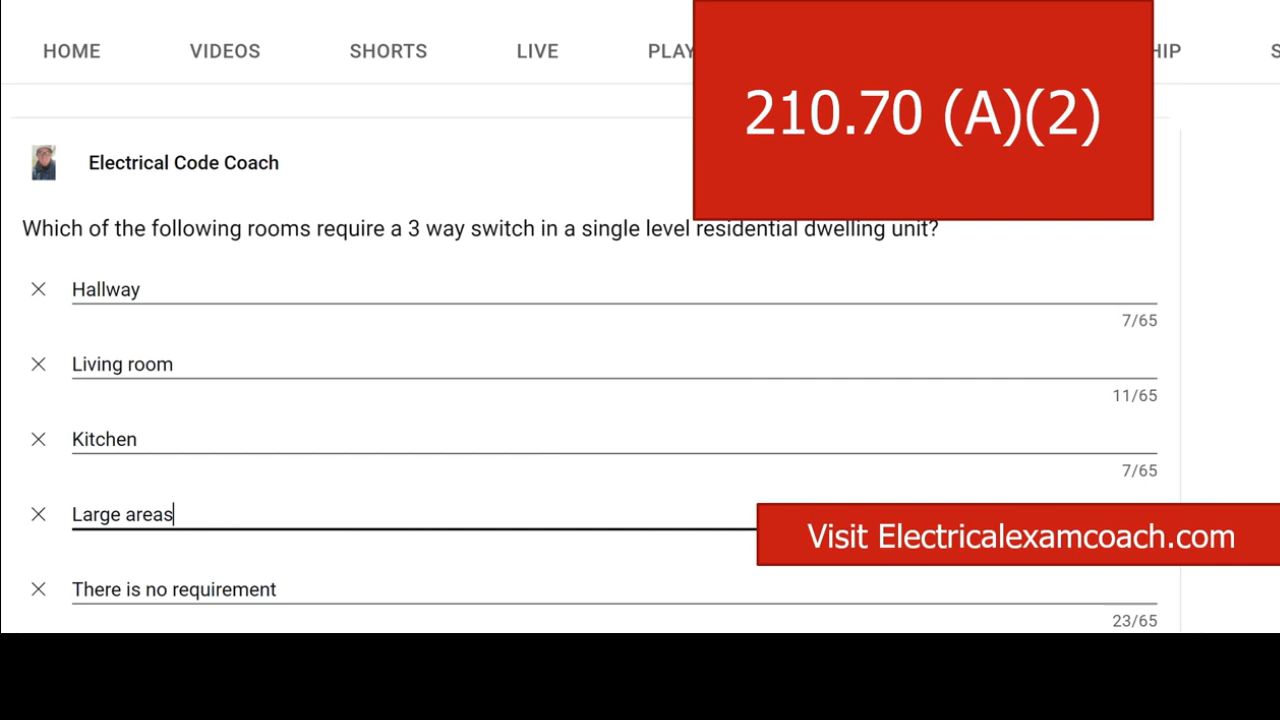 HOME VIDEOS SHORTS LIVE PLAY HIP S
210.70 (A)(2)
Electrical Code Coach
Which of the following rooms require a 3 way switch in a single level residential dwelling unit?
Hallway
7/65
Living room
11/65
Kitchen
7/65
Large areas
Visit Electricalexamcoach.com
There is no requirement
23/65